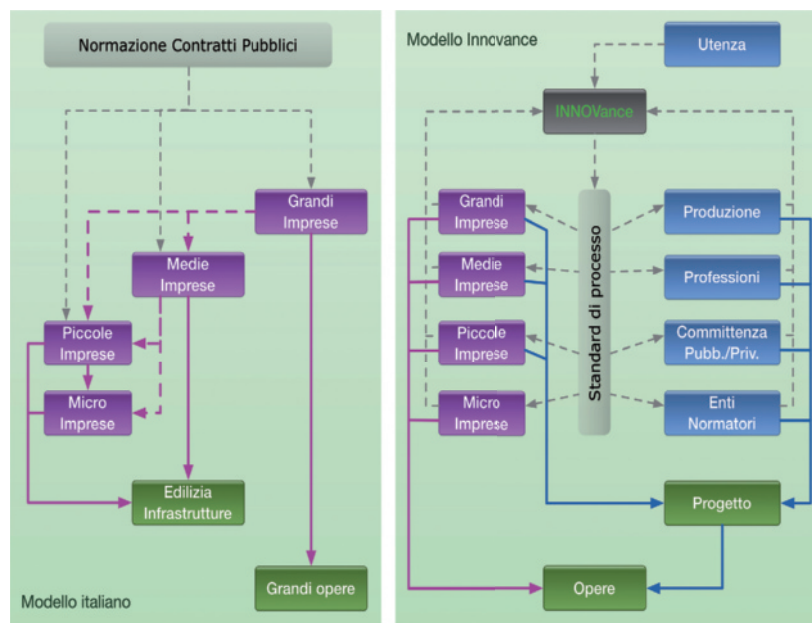 Normazione Contratti Pubblici
Grandi
Imprese
Medie
Imprese
Piccole
Imprese
Micro
Imprese
Edilizia
Infrastrutture
Grandi opere
Modello italiano
Modello Innovance
Utenza
INNOVance
Grandi
Imprese
Medie
Imprese
Piccole
Imprese
Micro
Imprese
Standard di processo
Produzione
Professioni
Committenza
Pubb./Priv.
Enti
Normatori
Progetto
Opere